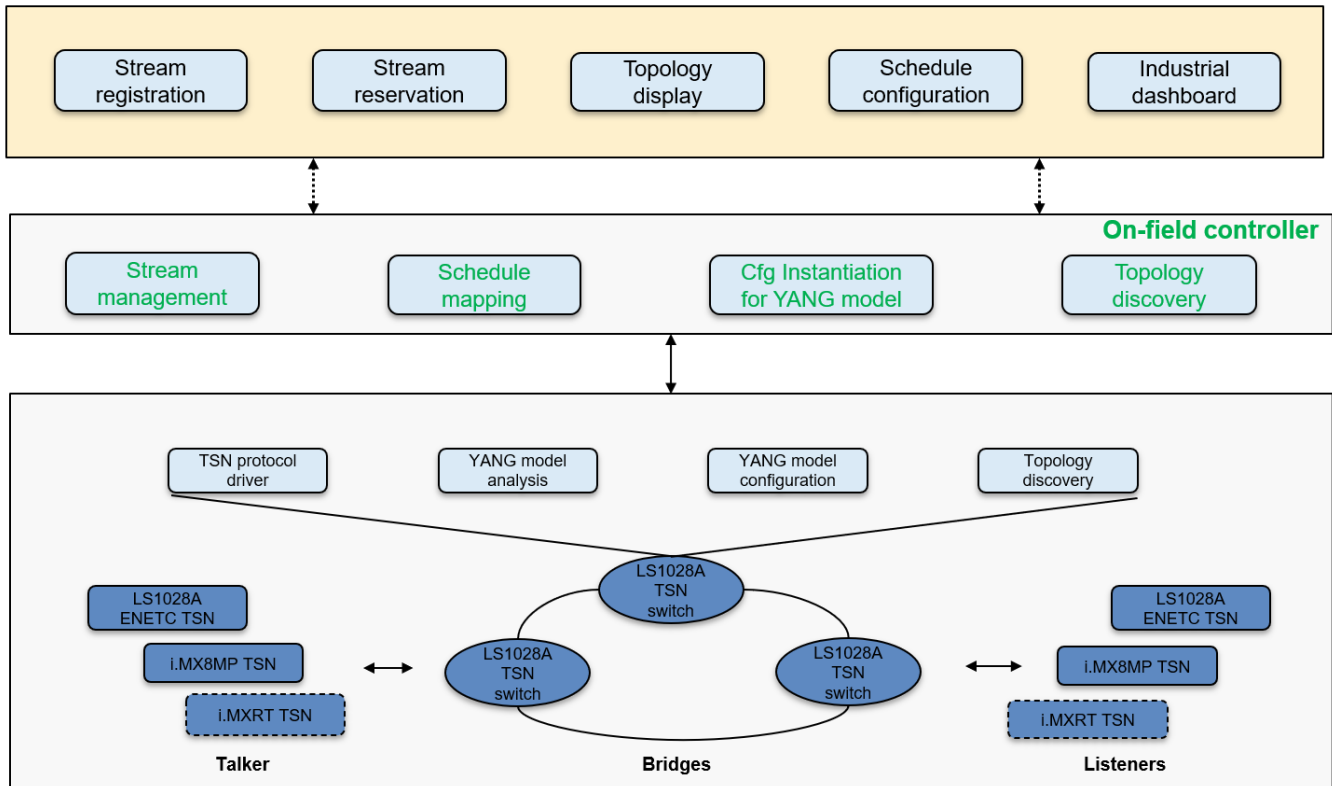 Stream
registration
Stream
reservation
Topology
display
Schedule
configuration
Industrial
dashboard
On-field controller
Stream
management
Schedule
mapping
Cfg Instantiation
for YANG model
Topology
discovery
TSN protocol
driver
YANG model
analysis
YANG model
configuration
Topology
discovery
LS1028A
TSN
switch
LS1028A
ENETC TSN
i.MX8MP TSN
i.MXRT TSN
LS1028A
TSN
switch
LS1028A
TSN
switch
LS1028A
ENETC TSN
i.MX8MP TSN
i.MXRT TSN
Talker
Bridges
Listeners